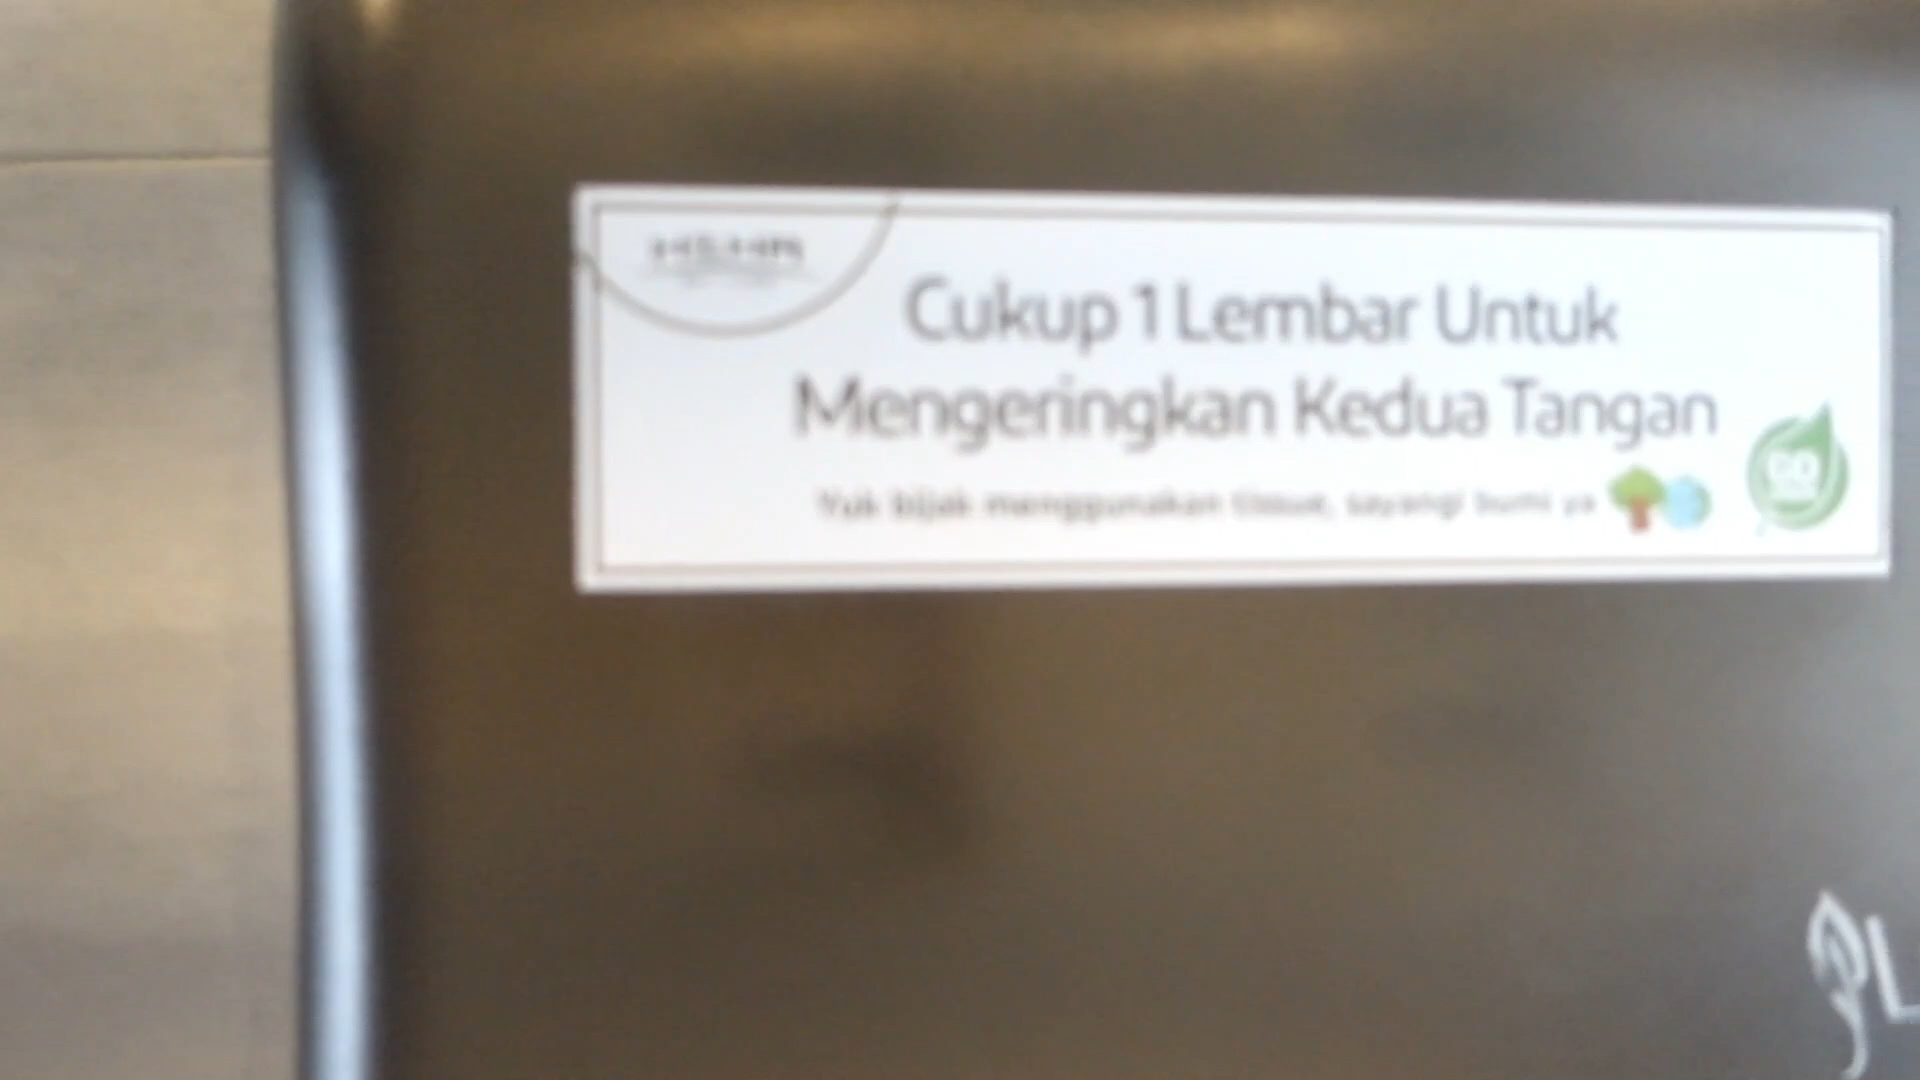 Cukup 1 Lembar Untuk
Mengeringkan Kedua Tangan
Yuk bijak menggunakan tissue, sayangi bumi ya
L